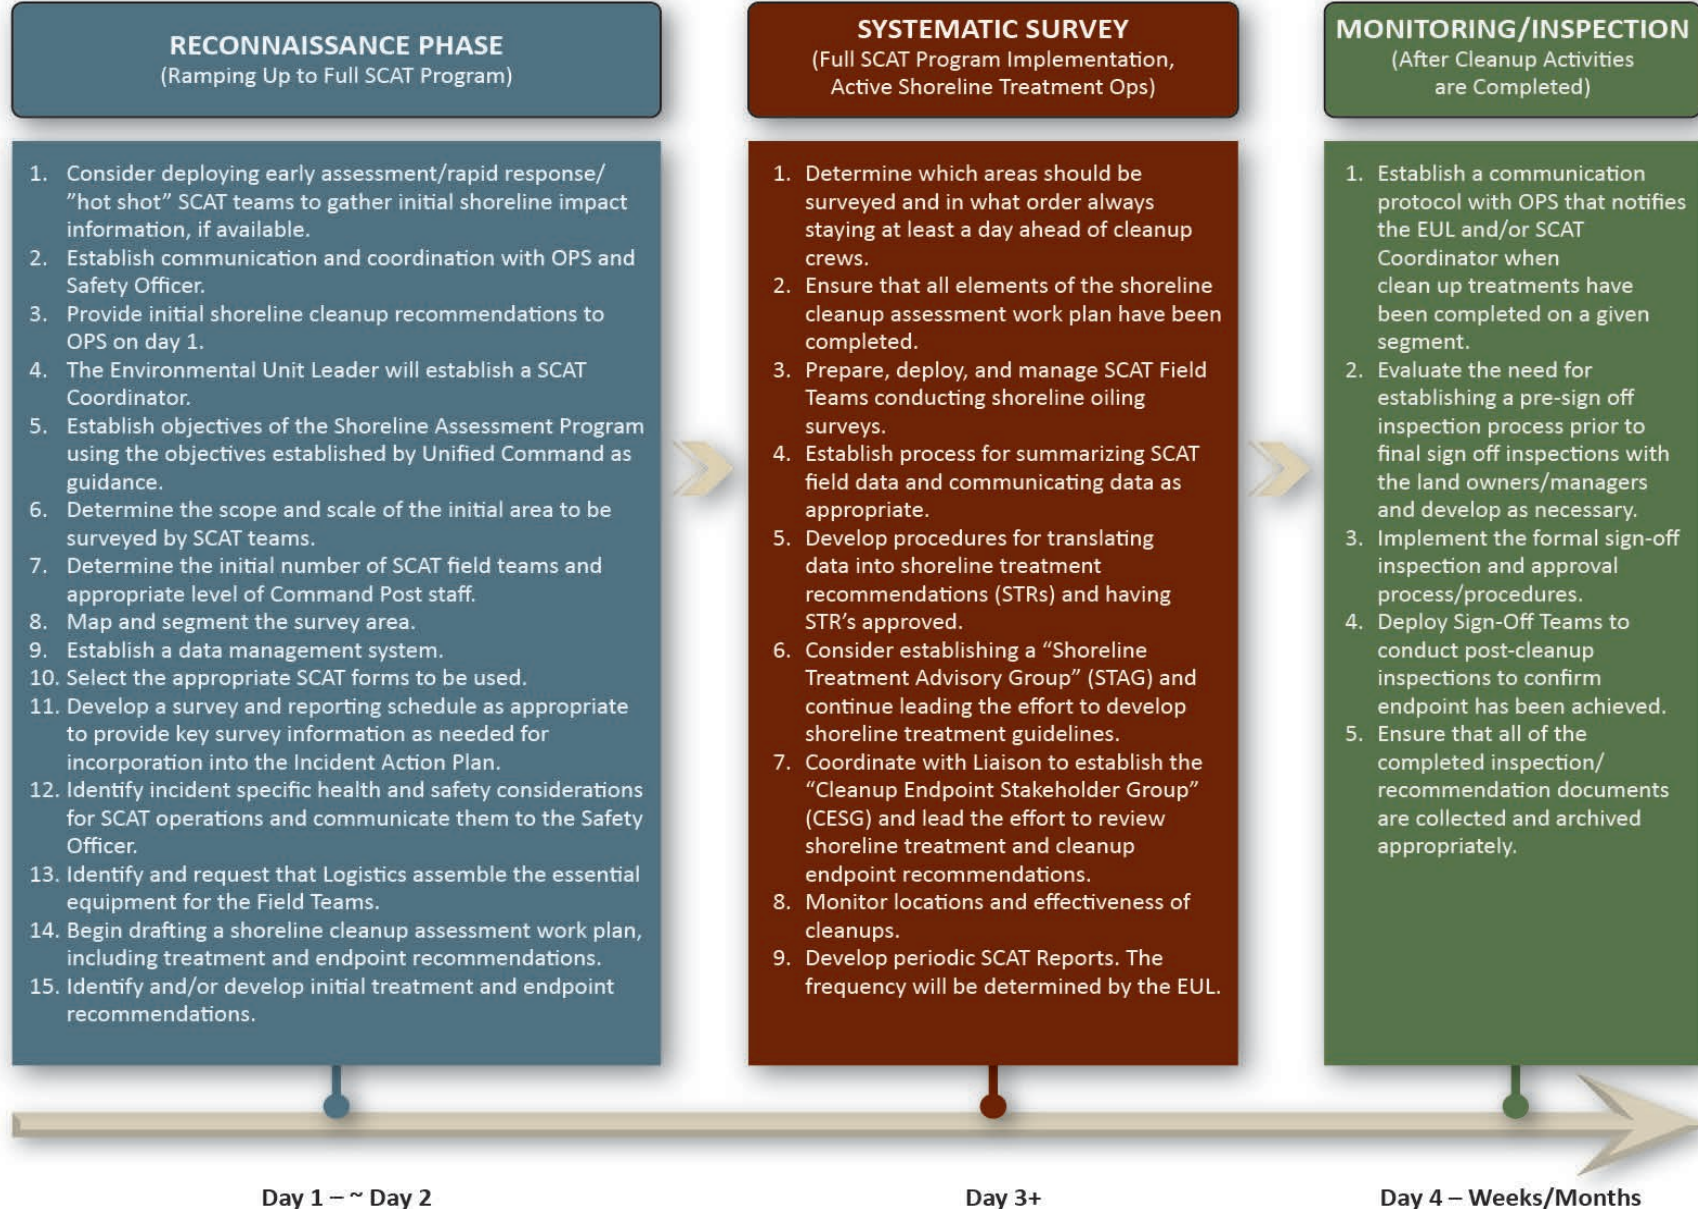 RECONNAISSANCE PHASE
(Ramping Up to Full SCAT Program)
1. Consider deploying early assessment/rapid response/
”hot shot” SCAT teams to gather initial shoreline impact
information, if available.
2. Establish communication and coordination with OPS and
Safety Officer.
3. Provide initial shoreline cleanup recommendations to
OPS on day 1.
4. The Environmental Unit Leader will establish a SCAT
Coordinator.
5. Establish objectives of the Shoreline Assessment Program
using the objectives established by Unified Command as
guidance.
6. Determine the scope and scale of the initial area to be
surveyed by SCAT teams.
7. Determine the initial number of SCAT field teams and
appropriate level of Command Post staff.
8. Map and segment the survey area.
9. Establish a data management system.
10. Select the appropriate SCAT forms to be used.
11. Develop a survey and reporting schedule as appropriate
to provide key survey information as needed for
incorporation into the Incident Action Plan.
12. Identify incident specific health and safety considerations
for SCAT operations and communicate them to the Safety
Officer.
13. Identify and request that Logistics assemble the essential
equipment for the Field Teams.
14. Begin drafting a shoreline cleanup assessment work plan,
including treatment and endpoint recommendations.
15. Identify and/or develop initial treatment and endpoint
recommendations.
Day 1 – ~ Day 2
SYSTEMATIC SURVEY
(Full SCAT Program Implementation,
Active Shoreline Treatment Ops)
1. Determine which areas should be
surveyed and in what order always
staying at least a day ahead of cleanup
crews.
2. Ensure that all elements of the shoreline
cleanup assessment work plan have been
completed.
3. Prepare, deploy, and manage SCAT Field
Teams conducting shoreline oiling
surveys.
4. Establish process for summarizing SCAT
field data and communicating data as
appropriate.
5. Develop procedures for translating
data into shoreline treatment
recommendations (STRs) and having
STR’s approved.
6. Consider establishing a “Shoreline
Treatment Advisory Group” (STAG) and
continue leading the effort to develop
shoreline treatment guidelines.
7. Coordinate with Liaison to establish the
“Cleanup Endpoint Stakeholder Group”
(CESG) and lead the effort to review
shoreline treatment and cleanup
endpoint recommendations.
8. Monitor locations and effectiveness of
cleanups.
9. Develop periodic SCAT Reports. The
frequency will be determined by the EUL.
Day 3+
MONITORING/INSPECTION
(After Cleanup Activities
are Completed)
1. Establish a communication
protocol with OPS that notifies
the EUL and/or SCAT
Coordinator when
clean up treatments have
been completed on a given
segment.
2. Evaluate the need for
establishing a pre-sign off
inspection process prior to
final sign off inspections with
the land owners/managers
and develop as necessary.
3. Implement the formal sign-off
inspection and approval
process/procedures.
4. Deploy Sign-Off Teams to
conduct post-cleanup
inspections to confirm
endpoint has been achieved.
5. Ensure that all of the
completed inspection/
recommendation documents
are collected and archived
appropriately.
Day 4 – Weeks/Months